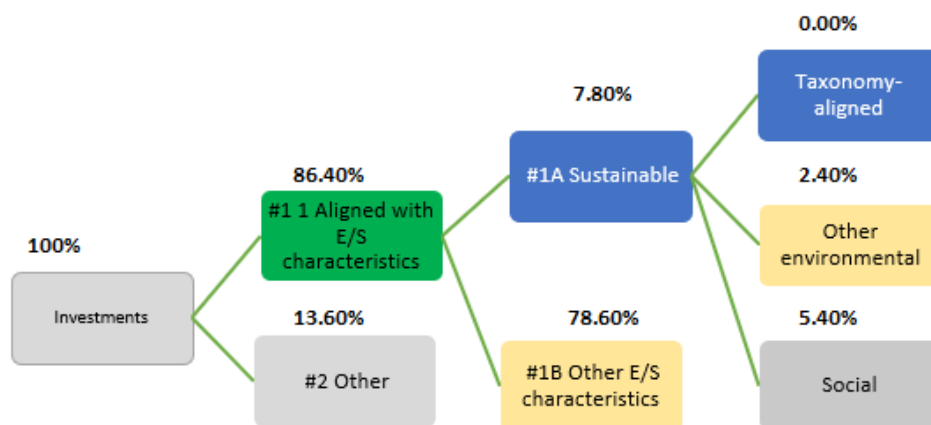 0.00%
Taxonomy-
aligned
7.80%
#1A Sustainable
86.40%
#1 1 Aligned with
E/S
characteristics
2.40%
Other
environmental
100%
Investments
13.60%
#2 Other
78.60%
#1B Other E/S
characteristics
5.40%
Social